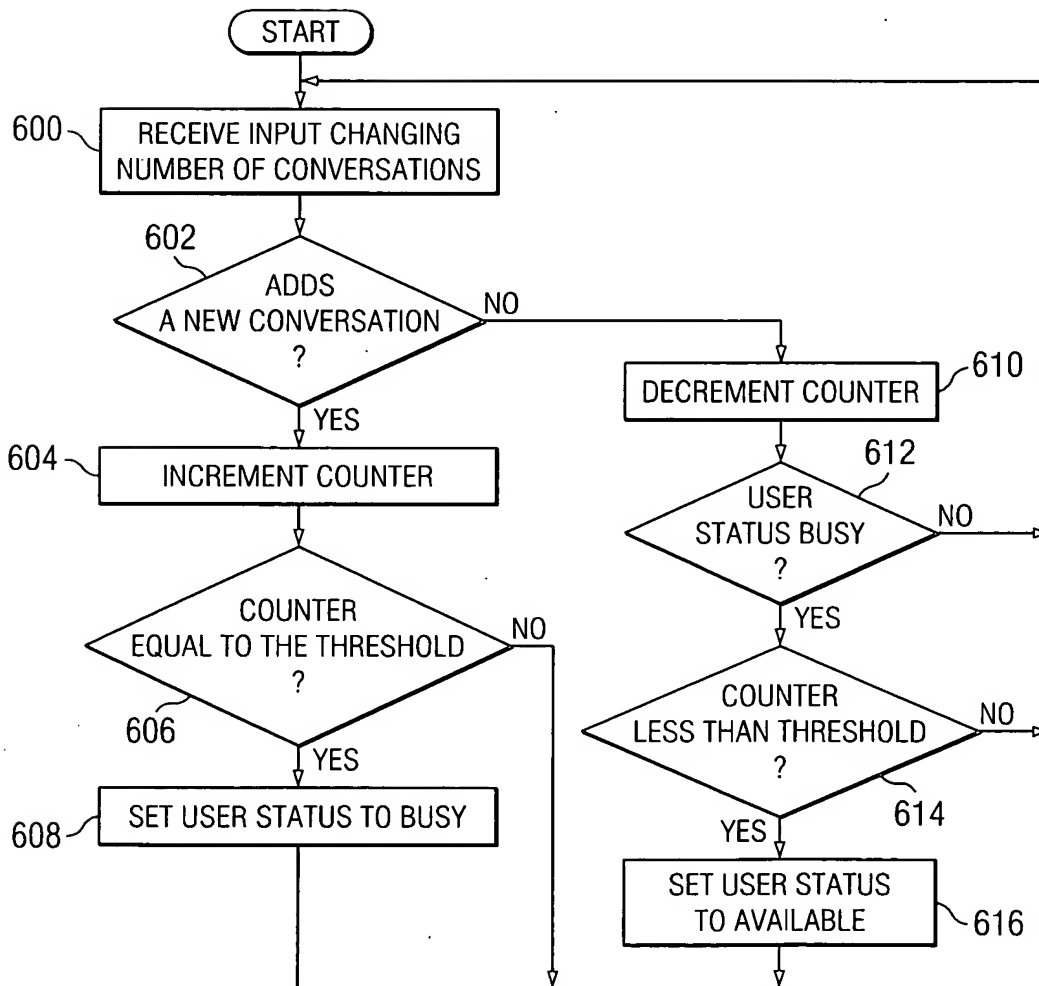 START
600
RECEIVE INPUT CHANGING
NUMBER OF CONVERSATIONS
602
ADDS
A NEW CONVERSATION
?
NO
YES
610
DECREMENT COUNTER
604
INCREMENT COUNTER
612
USER
STATUS BUSY
?
NO
YES
COUNTER
EQUAL TO THE THRESHOLD
?
NO
606
YES
COUNTER
LESS THAN THRESHOLD
?
NO
614
YES
608
SET USER STATUS TO BUSY
SET USER STATUS
TO AVAILABLE
616